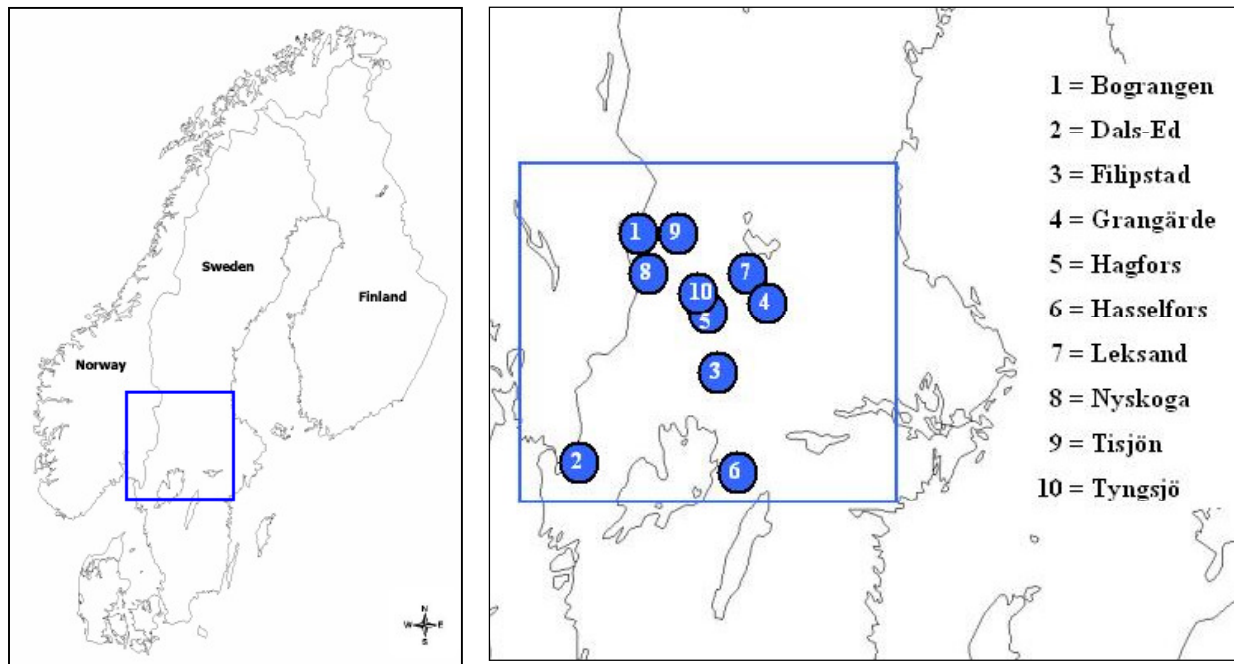 Sweden
Finland
Norway
N
W E
S
1 = Bograngen
2 = Dals-Ed
3 = Filipstad
4 = Grangärde
5 = Hagfors
6 = Hasselfors
7 = Leksand
8 = Nyskoga
9 = Tisjön
10 = Tyngsjö
1 9
8 7
10 4
5
3
2 6